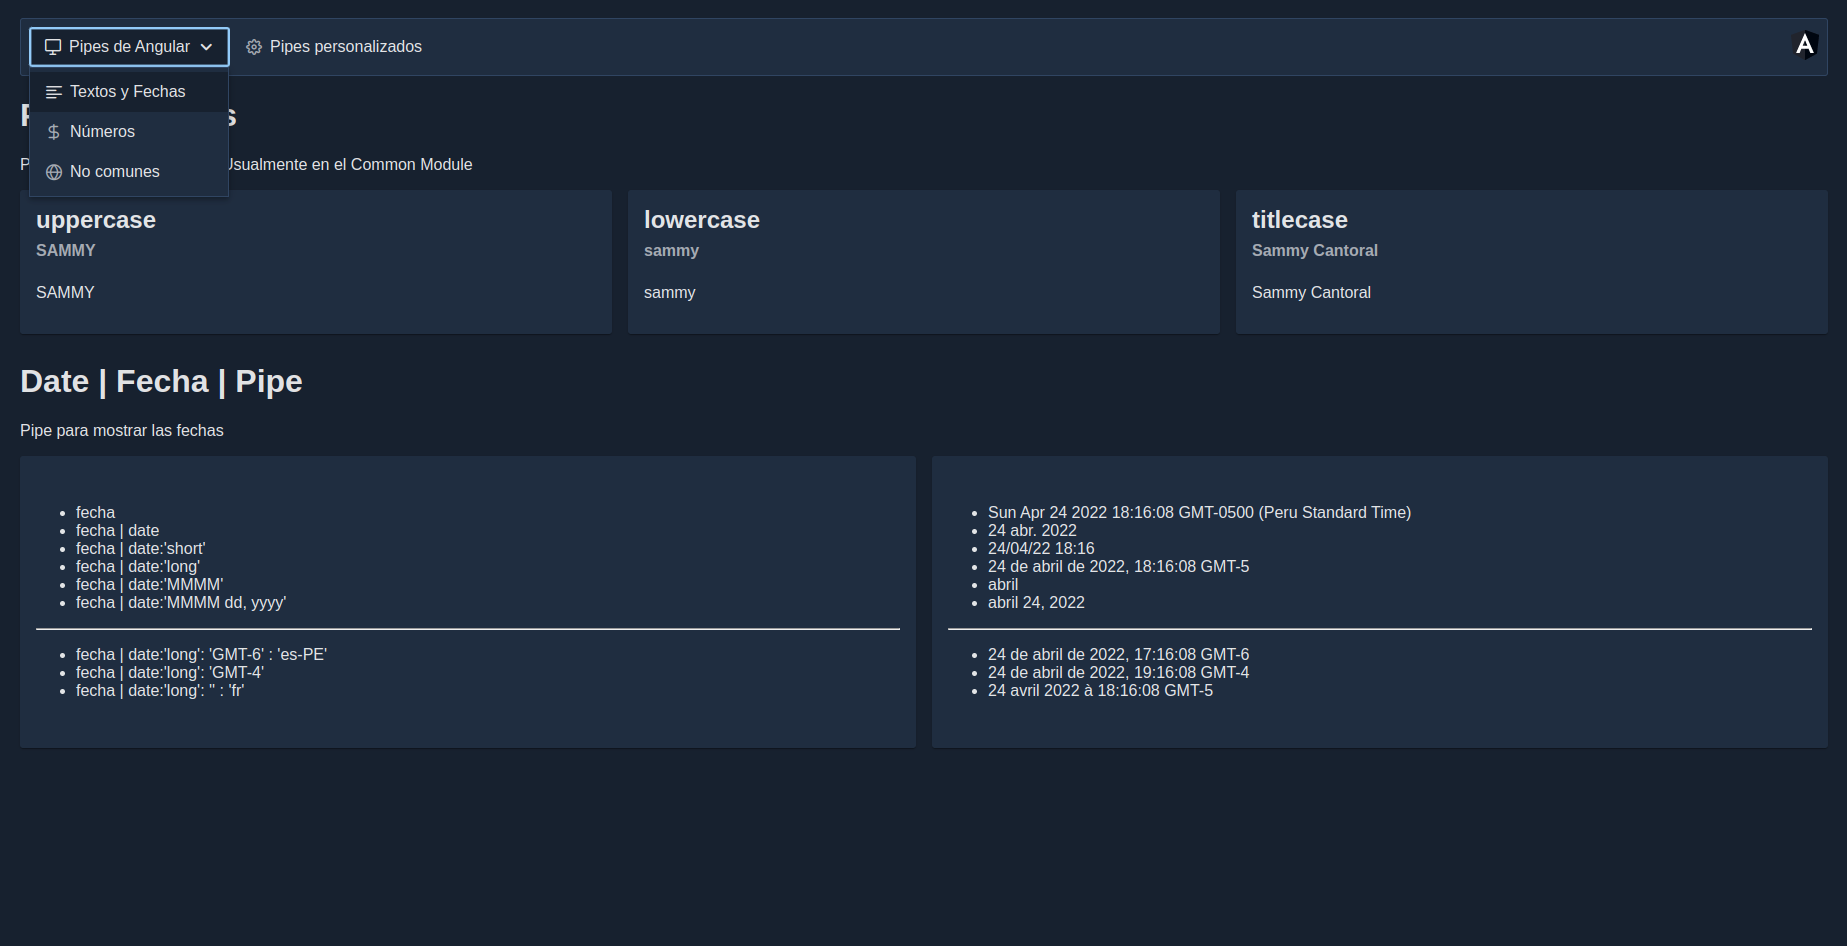 Pipes de Angular
Pipes personalizados
Textos y Fechas
Números
No comunes
Usualmente en el Common Module
uppercase
SAMMY
SAMMY
lowercase
sammy
sammy
titlecase
Sammy Cantoral
Sammy Cantoral
Date | Fecha | Pipe
Pipe para mostrar las fechas
fecha
fecha | date
fecha | date:'short'
fecha | date:'long'
fecha | date:'MMMM'
fecha | date:'MMMM dd, yyyy'
fecha | date:'long': 'GMT-6' : 'es-PE'
fecha | date:'long': 'GMT-4'
fecha | date:'long': '' : 'fr'
Sun Apr 24 2022 18:16:08 GMT-0500 (Peru Standard Time)
24 abr. 2022
24/04/22 18:16
24 de abril de 2022, 18:16:08 GMT-5
abril
abril 24, 2022
24 de abril de 2022, 17:16:08 GMT-6
24 de abril de 2022, 19:16:08 GMT-4
24 avril 2022 à 18:16:08 GMT-5